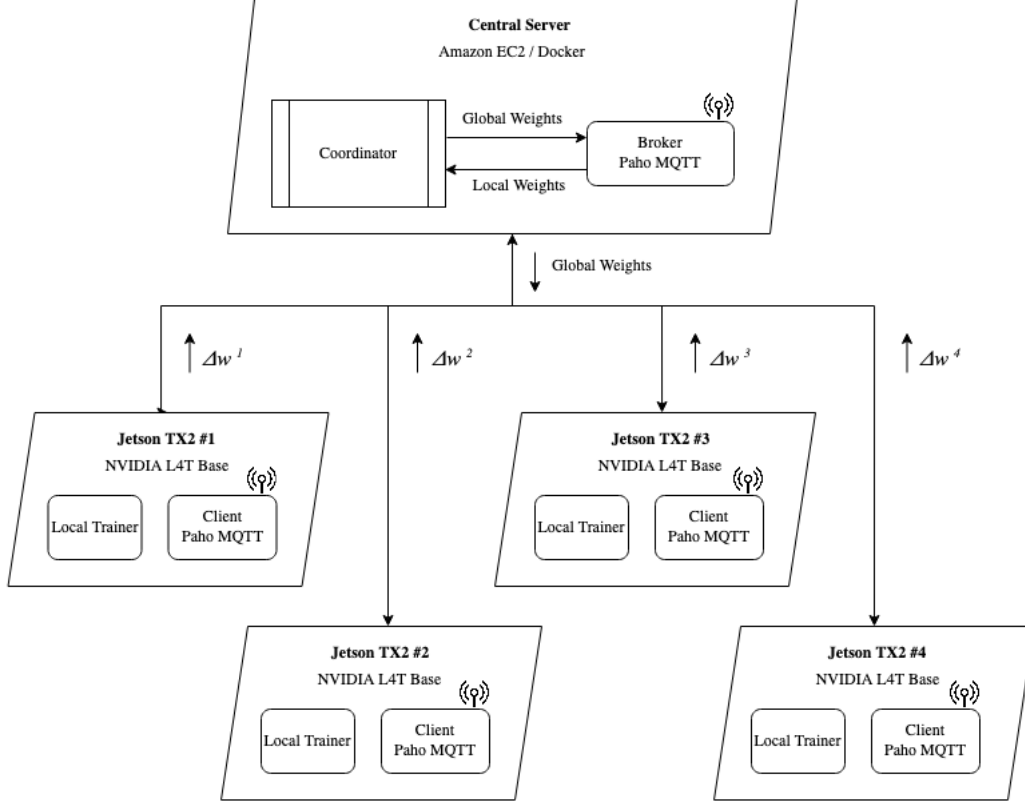 Central Server
Amazon EC2 / Docker
Global Weights
Coordinator
Broker
Paho MQTT
Local Weights
Global Weights
Δw 1
Δw 2
Δw 3
Δw 4
Jetson TX2 #1
NVIDIA L4T Base
Local Trainer
Client
Paho MQTT
Jetson TX2 #3
NVIDIA L4T Base
Local Trainer
Client
Paho MQTT
Jetson TX2 #2
NVIDIA L4T Base
Local Trainer
Client
Paho MQTT
Jetson TX2 #4
NVIDIA L4T Base
Local Trainer
Client
Paho MQTT